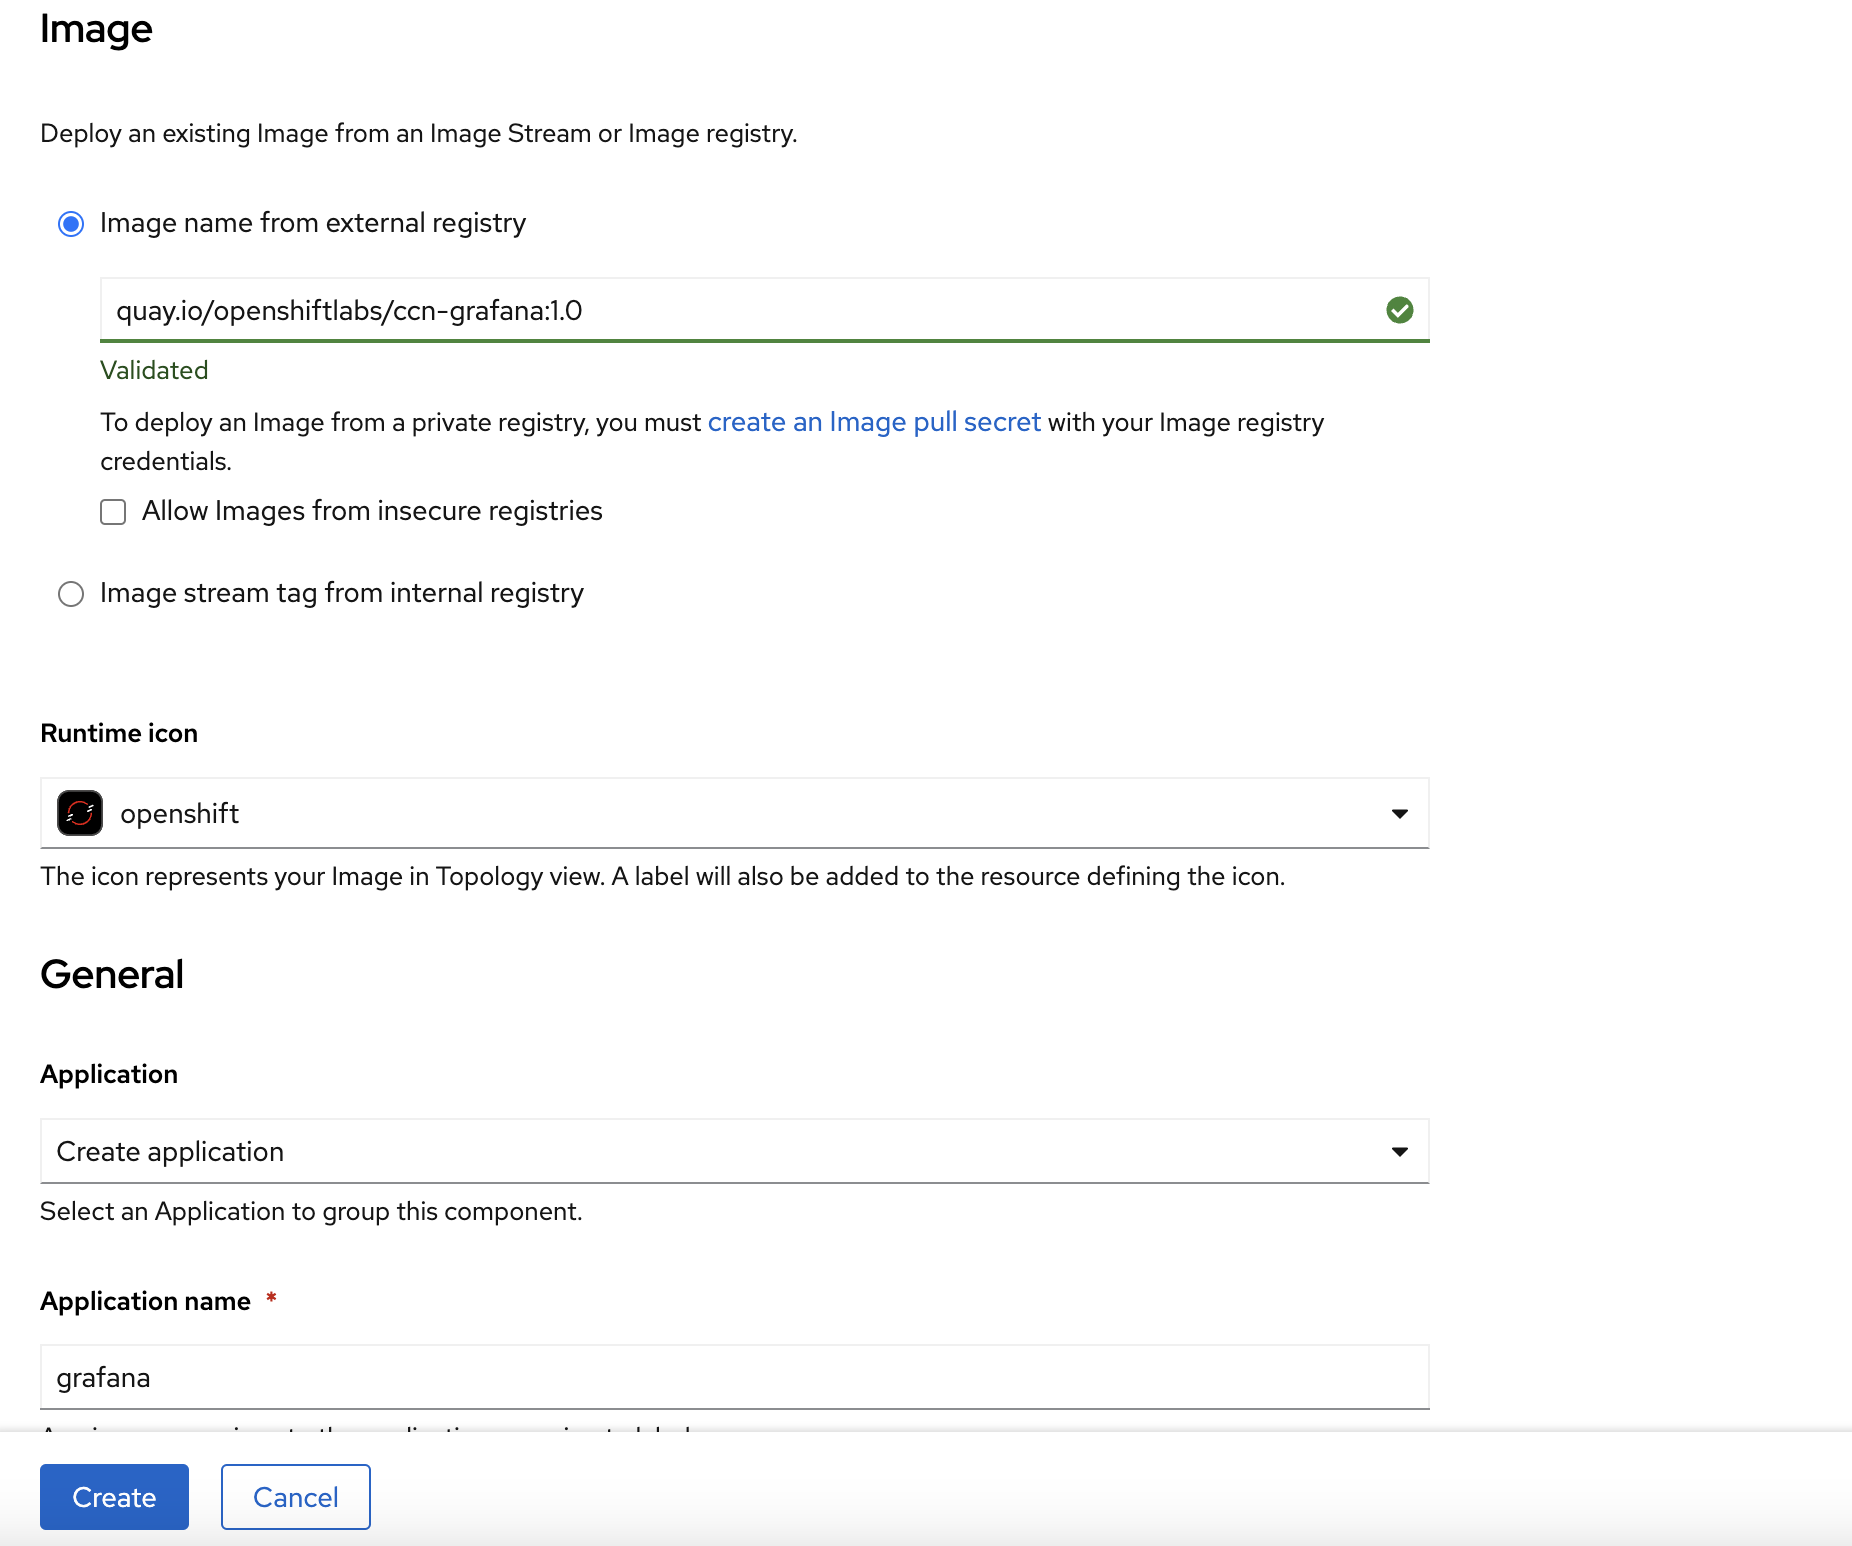 Image
Deploy an existing Image from an Image Stream or Image registry.
Image name from external registry
quay.io/openshiftlabs/ccn-grafana:1.0
Validated
To deploy an Image from a private registry, you must create an Image pull secret with your Image registry
credentials.
Allow Images from insecure registries
Image stream tag from internal registry
Runtime icon
openshift
The icon represents your Image in Topology view. A label will also be added to the resource defining the icon.
General
Application
Create application
Select an Application to group this component.
Application name *
grafana
Create
Cancel